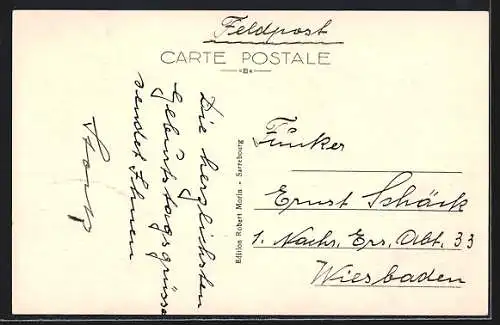 Feldpost
CARTE POSTALE
Die herzlichsten
Geburtstagsgrüsse
sendet Ihnen
Edition Robert Morin - Sarrebourg
Funker
Ernst Schäck
1. Nachr. Ers. Abt. 33
Wiesbaden